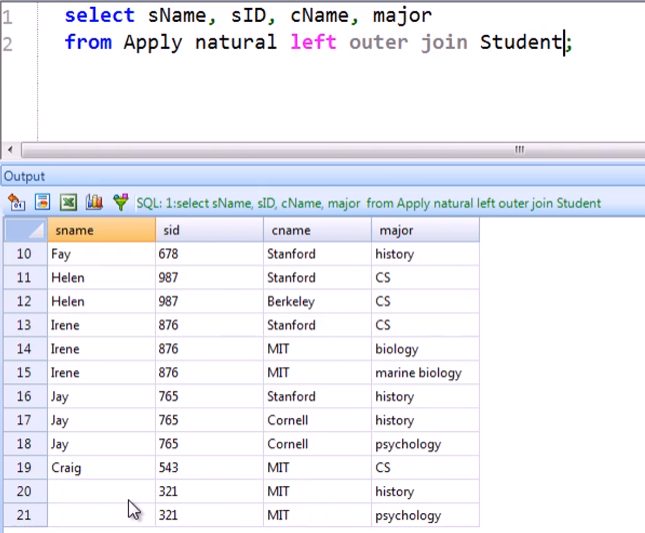 1 select sName, sID, cName, major
2 from Apply natural left outer join Student;
Output
SQL: 1:select sName, sID, cName, major from Apply natural left outer join Student
sname sid cname major
10 Fay 678 Stanford history
11 Helen 987 Stanford CS
12 Helen 987 Berkeley CS
13 Irene 876 Stanford CS
14 Irene 876 MIT biology
15 Irene 876 MIT marine biology
16 Jay 765 Stanford history
17 Jay 765 Cornell history
18 Jay 765 Cornell psychology
19 Craig 543 MIT CS
20 321 MIT history
21 321 MIT psychology